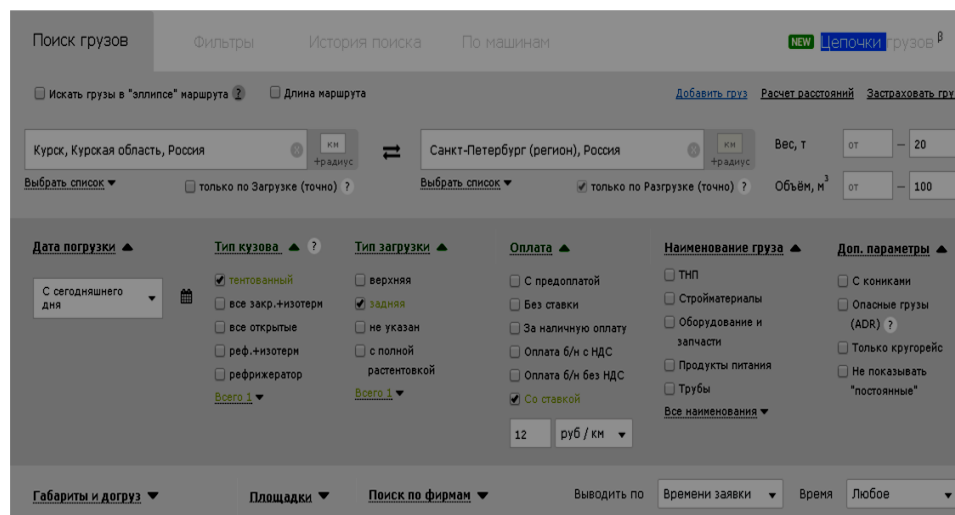 Поиск грузов Фильтры История поиска По машинам NEW Цепочки грузов β
Искать грузы в "эллипсе" маршрута ? Длина маршрута Добавить груз Расчет расстояний Застраховать гру
Курск, Курская область, Россия км +радиус Санкт-Петербург (регион), Россия км +радиус Вес, т от – 20
Выбрать список только по Загрузке (точно) ? Выбрать список только по Разгрузке (точно) ? Объём, м³ от – 100
Дата погрузки Тип кузова ? Тип загрузки Оплата Наименование груза Доп. параметры
С сегодняшнего дня
тентованный
все закр.+изотерм
все открытые
реф.+изотерм
рефрижератор
Всего 1
верхняя
задняя
не указан
с полной
растентовкой
Всего 1
С предоплатой
Без ставки
За наличную оплату
Оплата б/н с НДС
Оплата б/н без НДС
Со ставкой
12 руб / км
ТНП
Стройматериалы
Оборудование и
запчасти
Продукты питания
Трубы
Все наименования
С кониками
Опасные грузы
(ADR) ?
Только кругорейс
Не показывать
"постоянные"
Габариты и догруз Площадки Поиск по фирмам Выводить по Времени заявки Время Любое